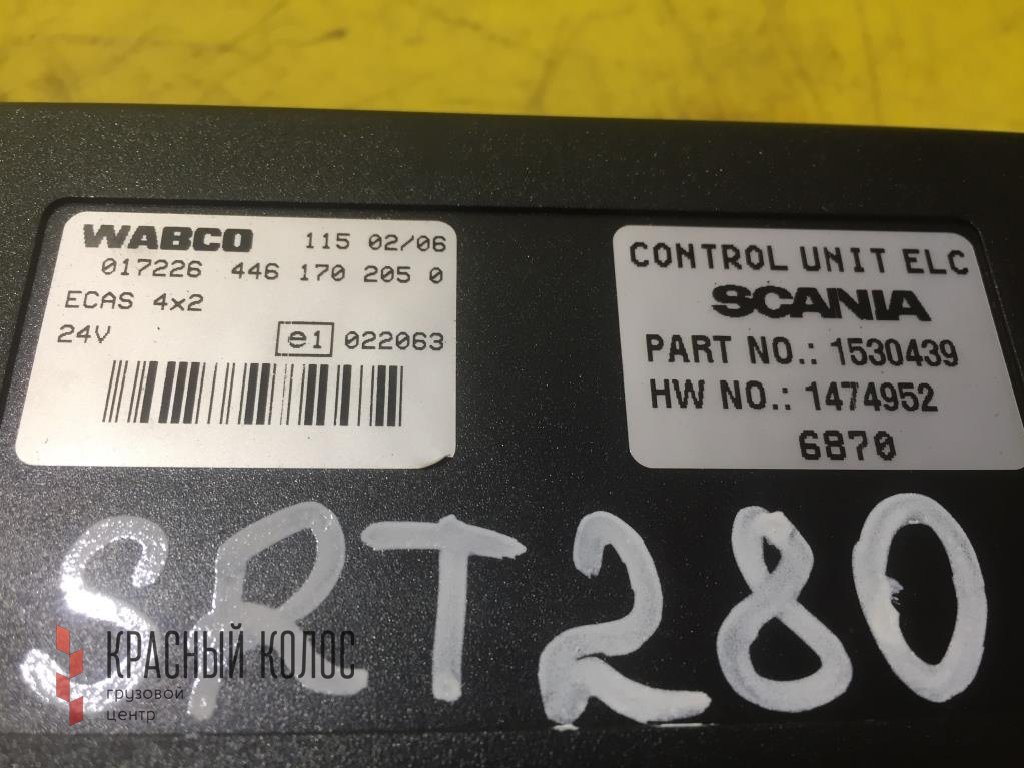 WABCO 115 02/06
017226 446 170 205 0
ECAS 4x2
24V e1 022063
CONTROL UNIT ELC
SCANIA
PART NO.: 1530439
HW NO.: 1474952
6870
SRT280
КРАСНЫЙ КОЛОС
грузовой
центр